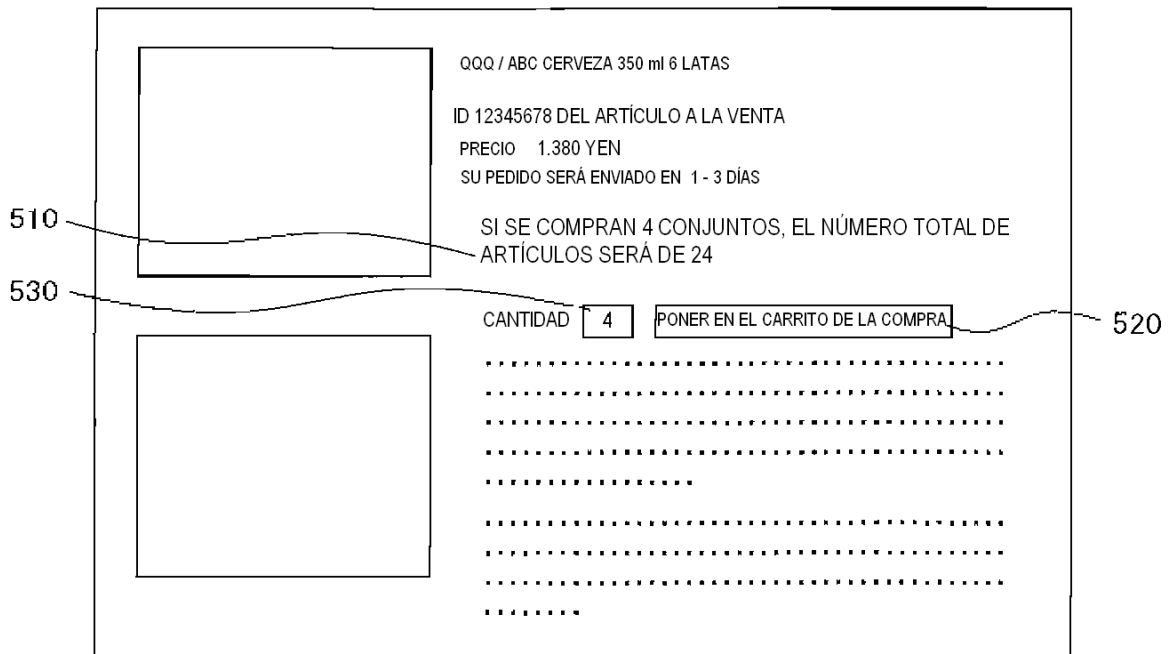 QQQ / ABC CERVEZA 350 ml 6 LATAS
ID 12345678 DEL ARTÍCULO A LA VENTA
PRECIO 1.380 YEN
SU PEDIDO SERÁ ENVIADO EN 1 - 3 DÍAS
510
SI SE COMPRAN 4 CONJUNTOS, EL NÚMERO TOTAL DE
ARTÍCULOS SERÁ DE 24
530
CANTIDAD 4 PONER EN EL CARRITO DE LA COMPRA
520